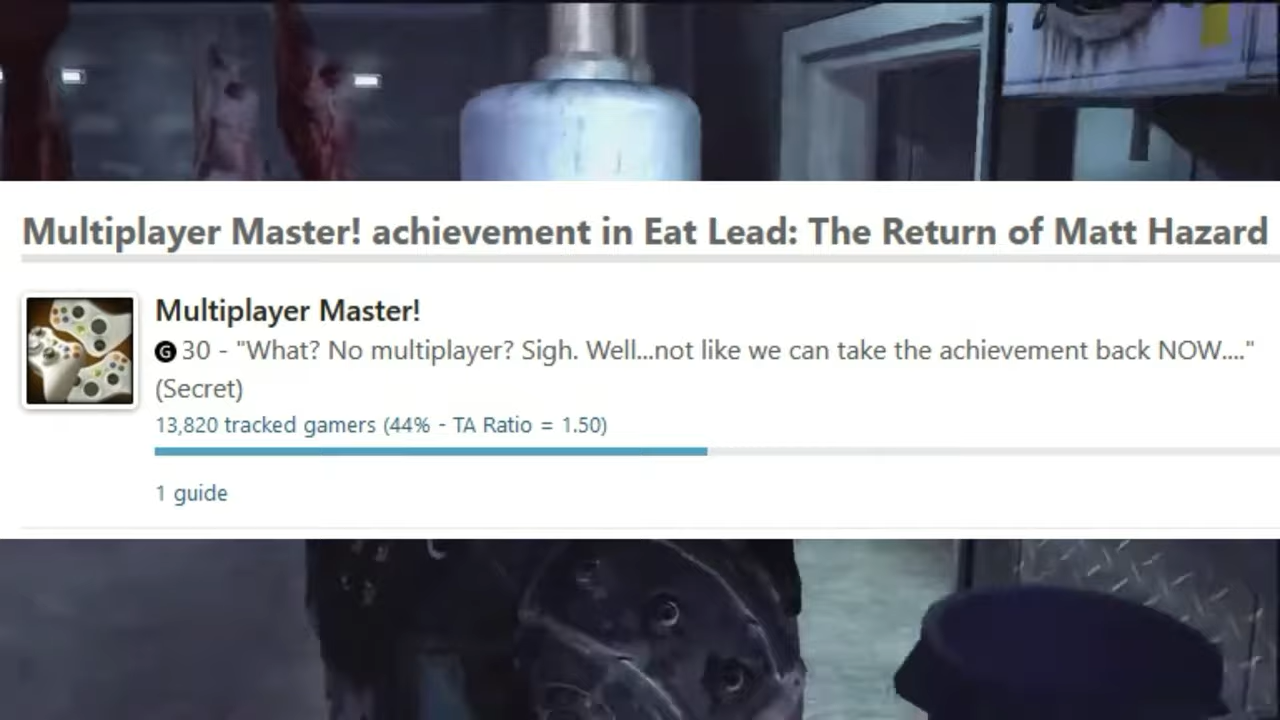 Multiplayer Master! achievement in Eat Lead: The Return of Matt Hazard
Multiplayer Master!
G 30 - "What? No multiplayer? Sigh. Well...not like we can take the achievement back NOW...."
(Secret)
13,820 tracked gamers (44% - TA Ratio = 1.50)
1 guide